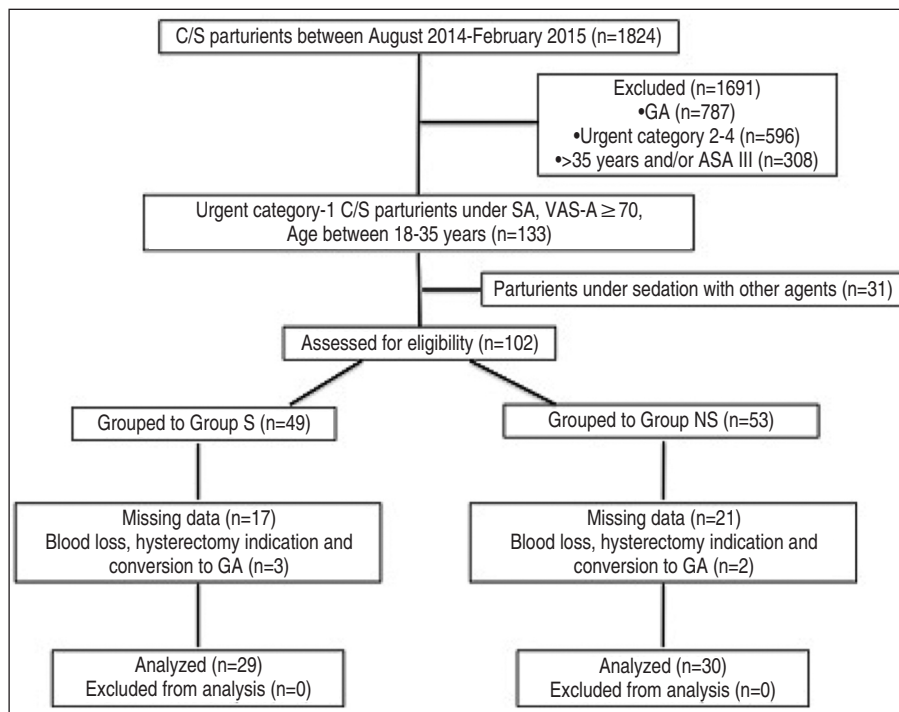 C/S parturients between August 2014-February 2015 (n=1824)
Excluded (n=1691)
•GA (n=787)
•Urgent category 2-4 (n=596)
•>35 years and/or ASA III (n=308)
Urgent category-1 C/S parturients under SA, VAS-A ≥ 70,
Age between 18-35 years (n=133)
Parturients under sedation with other agents (n=31)
Assessed for eligibility (n=102)
Grouped to Group S (n=49)
Grouped to Group NS (n=53)
Missing data (n=17)
Blood loss, hysterectomy indication and
conversion to GA (n=3)
Missing data (n=21)
Blood loss, hysterectomy indication and
conversion to GA (n=2)
Analyzed (n=29)
Excluded from analysis (n=0)
Analyzed (n=30)
Excluded from analysis (n=0)